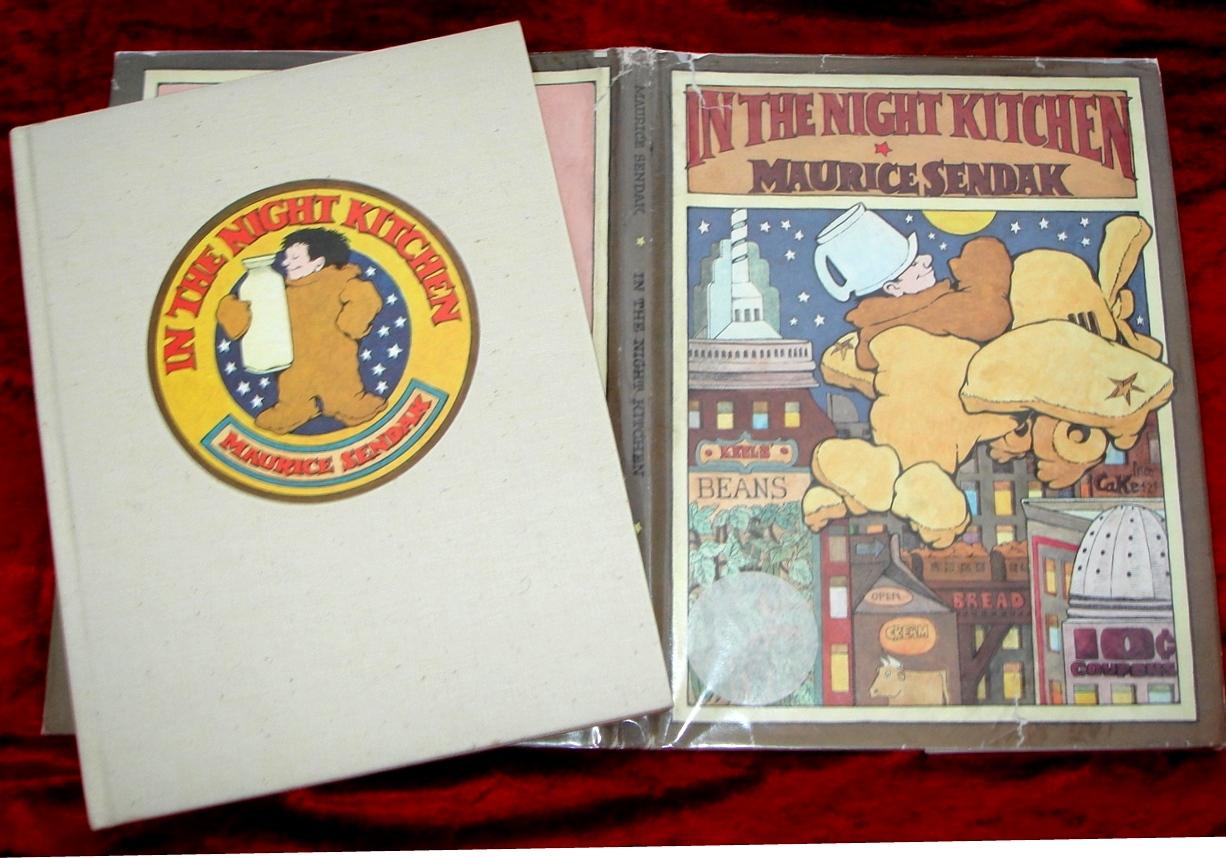 IN THE NIGHT KITCHEN
MAURICE SENDAK
MAURICE SENDAK ★ IN THE NIGHT KITCHEN
IN THE NIGHT KITCHEN
★
MAURICE SENDAK
BEANS
CAKE
OPEN
BREAD
CREAM
10¢
COUPONS